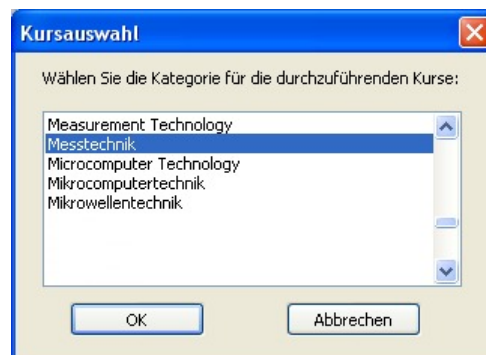 Kursauswahl
Wählen Sie die Kategorie für die durchzuführenden Kurse:
Measurement Technology
Messtechnik
Microcomputer Technology
Mikrocomputertechnik
Mikrowellentechnik
OK
Abbrechen